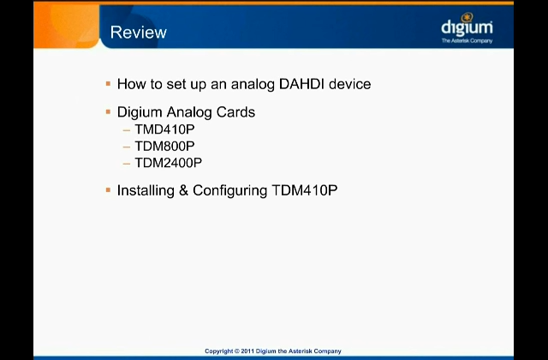 Review
digium
The Asterisk Company
How to set up an analog DAHDI device
Digium Analog Cards
– TMD410P
– TDM800P
– TDM2400P
Installing & Configuring TDM410P
Copyright © 2011 Digium the Asterisk Company